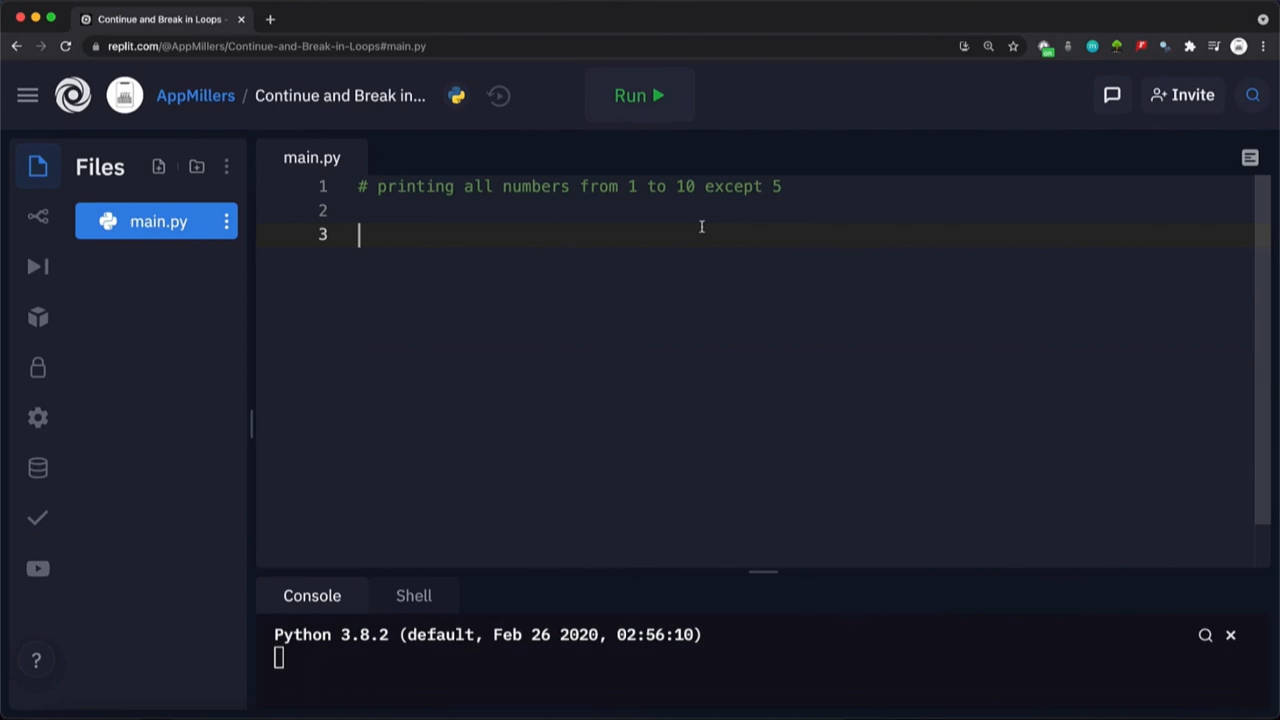 Continue and Break in Loops -
replit.com/@AppMillers/Continue-and-Break-in-Loops#main.py
AppMillers / Continue and Break in...
Run
Invite
Files
main.py
main.py
1 # printing all numbers from 1 to 10 except 5
2
3
Console
Shell
Python 3.8.2 (default, Feb 26 2020, 02:56:10)
?